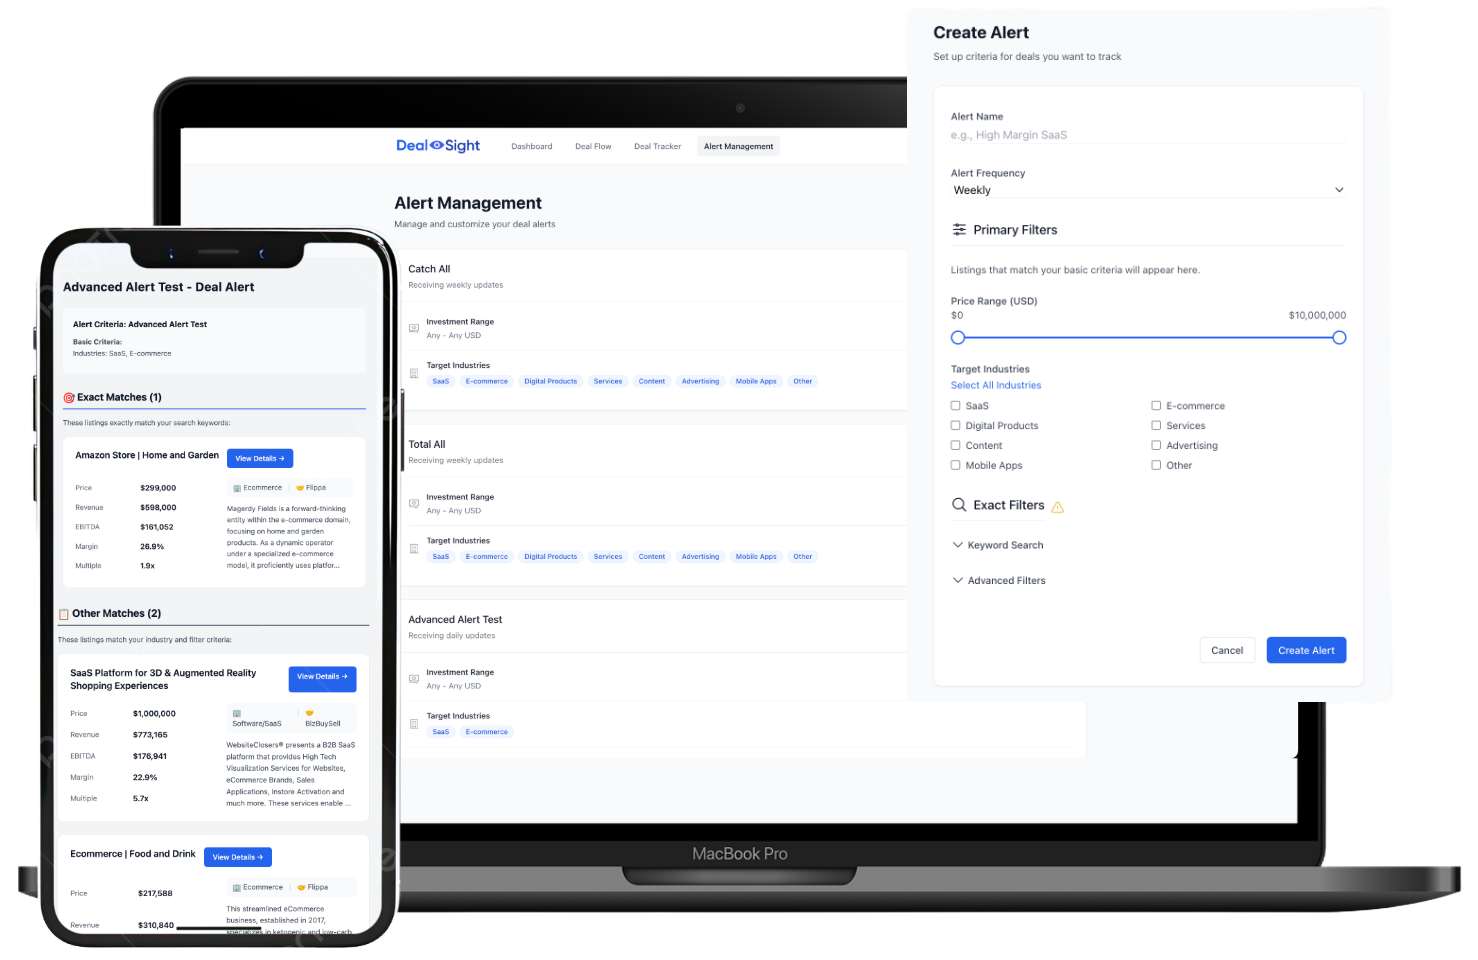 Create Alert
Set up criteria for deals you want to track
Alert Name
e.g., High Margin SaaS
Alert Frequency
Weekly
Primary Filters
Listings that match your basic criteria will appear here.
Price Range (USD)
$0 $10,000,000
Target Industries
Select All Industries
SaaS E-commerce
Digital Products Services
Content Advertising
Mobile Apps Other
Exact Filters
Keyword Search
Advanced Filters
Cancel Create Alert
Deal Sight Dashboard Deal Flow Deal Tracker Alert Management
Alert Management
Manage and customize your deal alerts
Catch All
Receiving weekly updates
Investment Range
Any - Any USD
Target Industries
SaaS E-commerce Digital Products Services Content Advertising Mobile Apps Other
Total All
Receiving weekly updates
Investment Range
Any - Any USD
Target Industries
SaaS E-commerce Digital Products Services Content Advertising Mobile Apps Other
Advanced Alert Test
Receiving daily updates
Investment Range
Any - Any USD
Target Industries
SaaS E-commerce
MacBook Pro
Advanced Alert Test - Deal Alert
Alert Criteria: Advanced Alert Test
Basic Criteria:
Industries: SaaS, E-commerce
🎯 Exact Matches (1)
These listings exactly match your search keywords:
Amazon Store | Home and Garden View Details →
Price $299,000
Revenue $598,000
EBITDA $161,052
Margin 26.9%
Multiple 1.9x
Ecommerce | Flippa
Magerdy Fields is a forward-thinking
entity within the e-commerce domain,
focusing on home and garden
products. As a dynamic operator
under a specialized e-commerce
model, it proficiently uses platfor...
📋 Other Matches (2)
These listings match your industry and filter criteria:
SaaS Platform for 3D & Augmented Reality
Shopping Experiences
View Details →
Price $1,000,000
Revenue $773,165
EBITDA $176,941
Margin 22.9%
Multiple 5.7x
Software/SaaS | BizBuySell
WebsiteClosers® presents a B2B SaaS
platform that provides High Tech
Visualization Services for Websites,
eCommerce Brands, Sales
Applications, Instore Activation and
much more. These services enable ...
Ecommerce | Food and Drink View Details →
Price $217,588
Revenue $310,840
Ecommerce | Flippa
This streamlined eCommerce
business, established in 2017,
specializes in ketogenic and low-carb